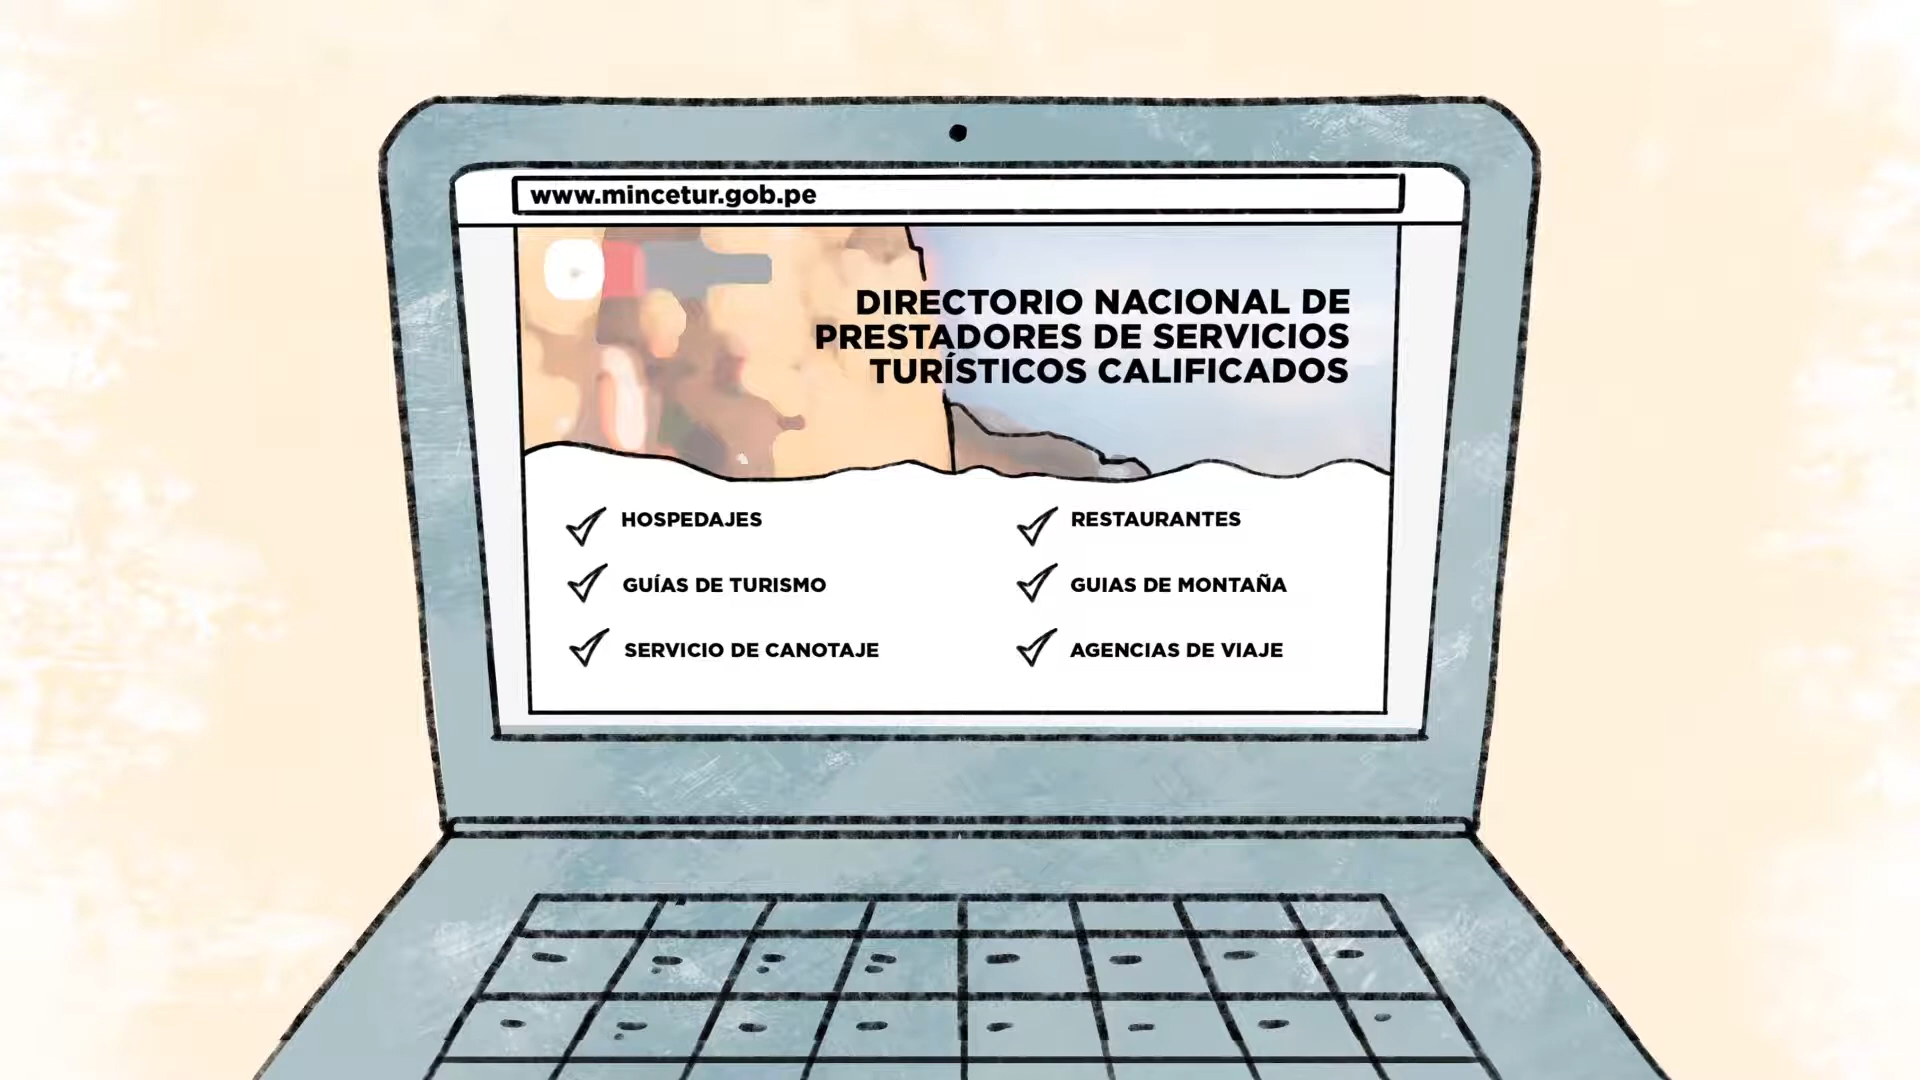 www.mincetur.gob.pe
DIRECTORIO NACIONAL DE
PRESTADORES DE SERVICIOS
TURÍSTICOS CALIFICADOS
HOSPEDAJES
GUÍAS DE TURISMO
SERVICIO DE CANOTAJE
RESTAURANTES
GUIAS DE MONTAÑA
AGENCIAS DE VIAJE